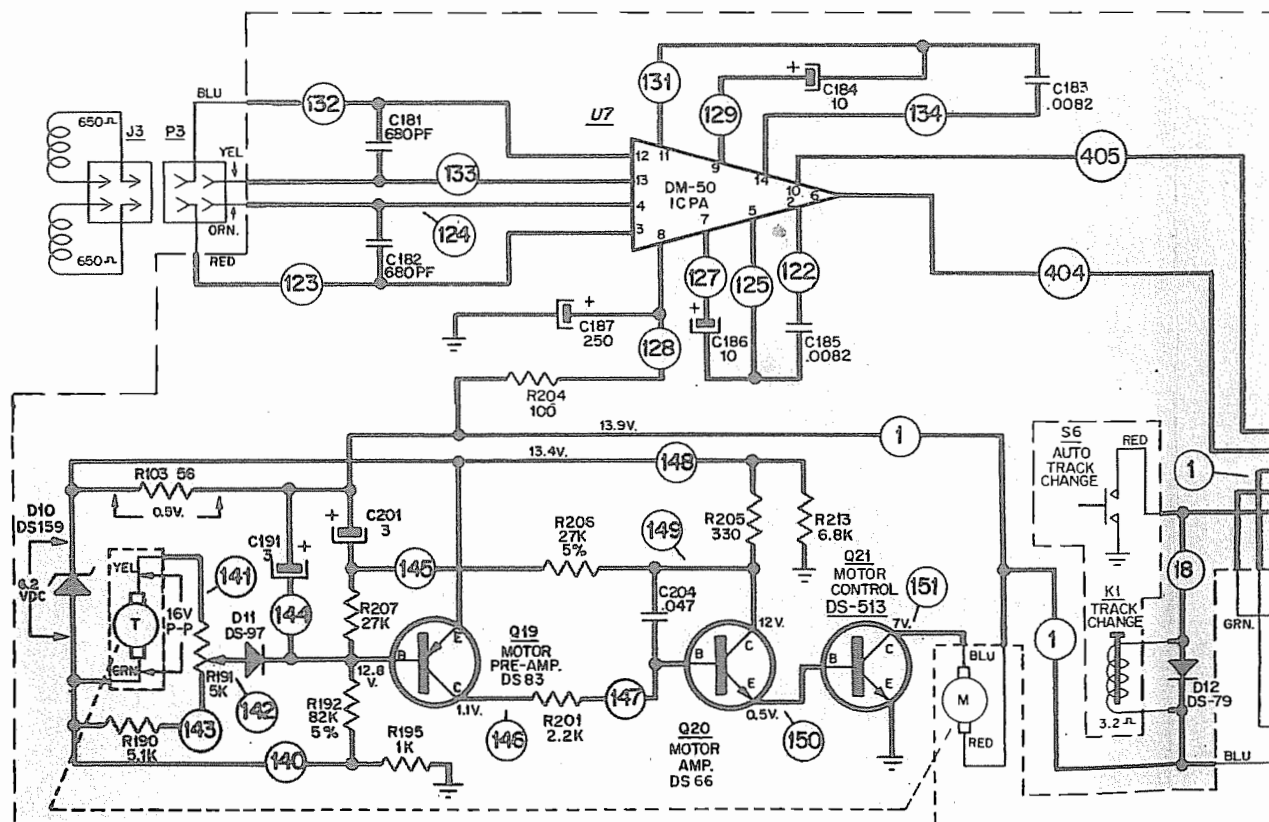 131
129
C184
10
134
C183
.0082
BLU
132
C181
680PF
U7
650Ω
J3
P3
YEL
133
12
11
9
14
10
13
DM-50
ICPA
4
2
6
3
8
7
5
405
124
ORN.
RED
650Ω
C182
680PF
123
127
125
122
404
C187
250
128
C186
10
C185
.0082
R204
100
13.9V.
1
13.4V.
148
S6
AUTO
TRACK
CHANGE
RED
1
R103 56
0.5V.
D10
DS159
C191
3
C201
3
R206
27K
5%
149
R205
330
R213
6.8K
6.2
VDC
YEL
141
145
C204
.047
Q21
MOTOR
CONTROL
DS-513
151
18
T
16V
P-P
D11
DS-97
144
R207
27K
E
Q19
MOTOR
PRE-AMP.
DS 83
12V.
7V.
K1
TRACK
CHANGE
GRN.
GRN.
R191
5K
142
12.8
V.
B
C
B
C
E
B
C
E
BLU
M
RED
1
D12
DS-79
3.2Ω
R192
82K
5%
1.1V.
147
0.5V.
R190
5.1K
143
146
R201
2.2K
Q20
MOTOR
AMP.
DS 66
150
140
R195
1K
BLU